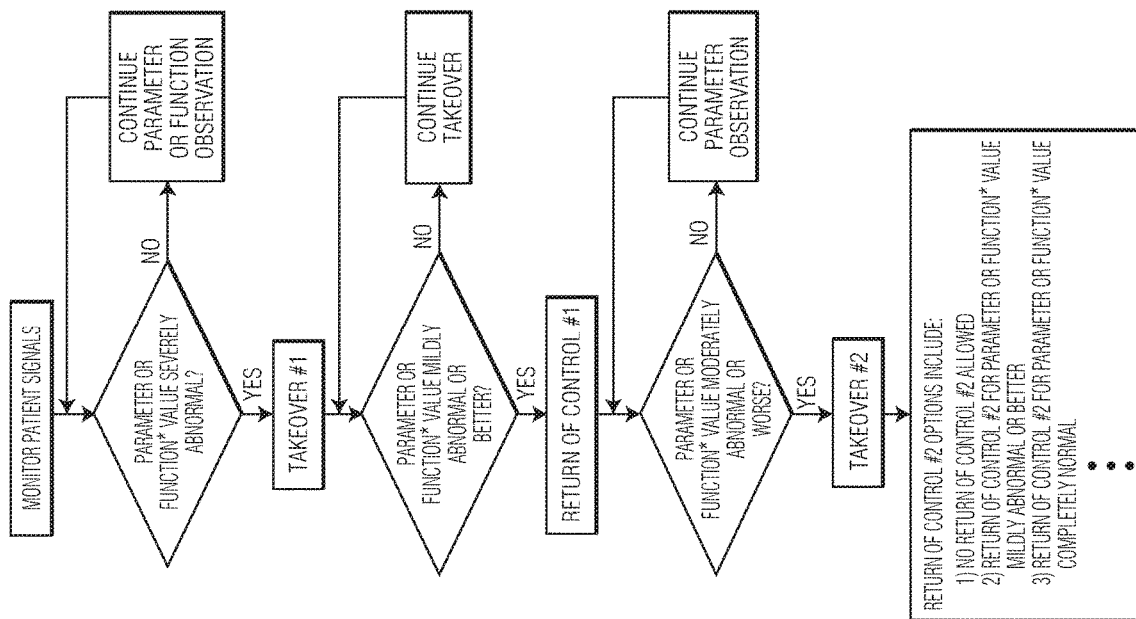 MONITOR PATIENT SIGNALS
PARAMETER OR
FUNCTION* VALUE SEVERELY
ABNORMAL?
NO
CONTINUE
PARAMETER
OR FUNCTION
OBSERVATION
YES
TAKEOVER #1
PARAMETER OR
FUNCTION* VALUE MILDLY
ABNORMAL OR
BETTER?
NO
CONTINUE
TAKEOVER
YES
RETURN OF CONTROL #1
PARAMETER OR
FUNCTION* VALUE MODERATELY
ABNORMAL OR
WORSE?
NO
CONTINUE
PARAMETER
OBSERVATION
YES
TAKEOVER #2
RETURN OF CONTROL #2 OPTIONS INCLUDE:
1) NO RETURN OF CONTROL #2 ALLOWED
2) RETURN OF CONTROL #2 FOR PARAMETER OR FUNCTION* VALUE
MILDLY ABNORMAL OR BETTER
3) RETURN OF CONTROL #2 FOR PARAMETER OR FUNCTION* VALUE
COMPLETELY NORMAL